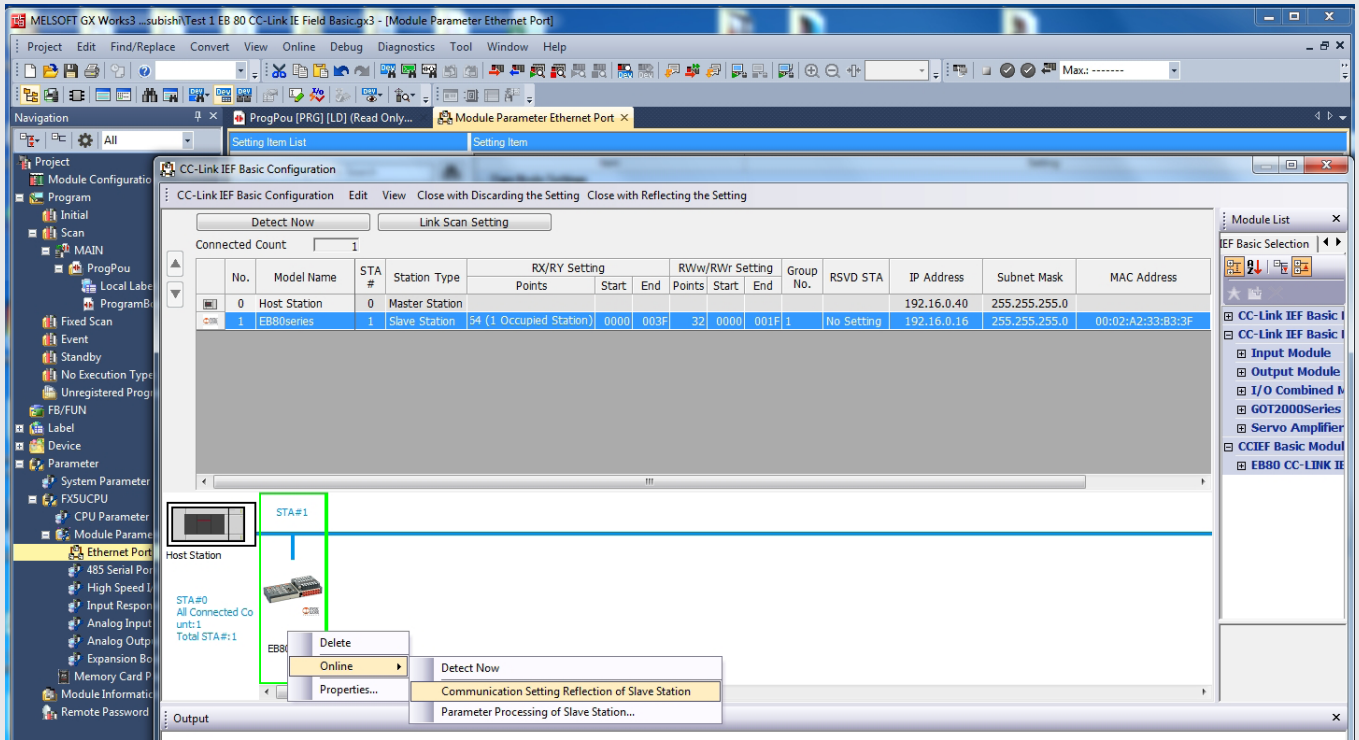 MELSOFT GX Works3 ...subishi\Test 1 EB 80 CC-Link IE Field Basic.gx3 - [Module Parameter Ethernet Port]
Project Edit Find/Replace Convert View Online Debug Diagnostics Tool Window Help
Max.: -------
Navigation
ProgPou [PRG] [LD] (Read Only...
Module Parameter Ethernet Port
All
Setting Item List
Setting Item
Project
Module Configuratio
Program
Initial
Scan
MAIN
ProgPou
Local Labe
ProgramBo
Fixed Scan
Event
Standby
No Execution Type
Unregistered Progr
FB/FUN
Label
Device
Parameter
System Parameter
FX5UCPU
CPU Parameter
Module Parame
Ethernet Port
485 Serial Por
High Speed I
Input Respon
Analog Input
Analog Outp
Expansion Bo
Memory Card P
Module Informatio
Remote Password
CC-Link IEF Basic Configuration
CC-Link IEF Basic Configuration Edit View Close with Discarding the Setting Close with Reflecting the Setting
Detect Now
Link Scan Setting
Connected Count 1
No. Model Name STA # Station Type RX/RY Setting RWw/RWr Setting Group No. RSVD STA IP Address Subnet Mask MAC Address
Points Start End Points Start End
0 Host Station 0 Master Station 192.16.0.40 255.255.255.0
1 EB80series 1 Slave Station 54 (1 Occupied Station) 0000 003F 32 0000 001F 1 No Setting 192.16.0.16 255.255.255.0 00:02:A2:33:B3:3F
STA#1
Host Station
STA#0
All Connected Co
unt:1
Total STA#:1
EB80
Delete
Online
Properties...
Detect Now
Communication Setting Reflection of Slave Station
Parameter Processing of Slave Station...
Output
Module List
IEF Basic Selection
CC-Link IEF Basic
CC-Link IEF Basic
Input Module
Output Module
I/O Combined M
GOT2000Series
Servo Amplifier
CCIEF Basic Modul
EB80 CC-LINK IE